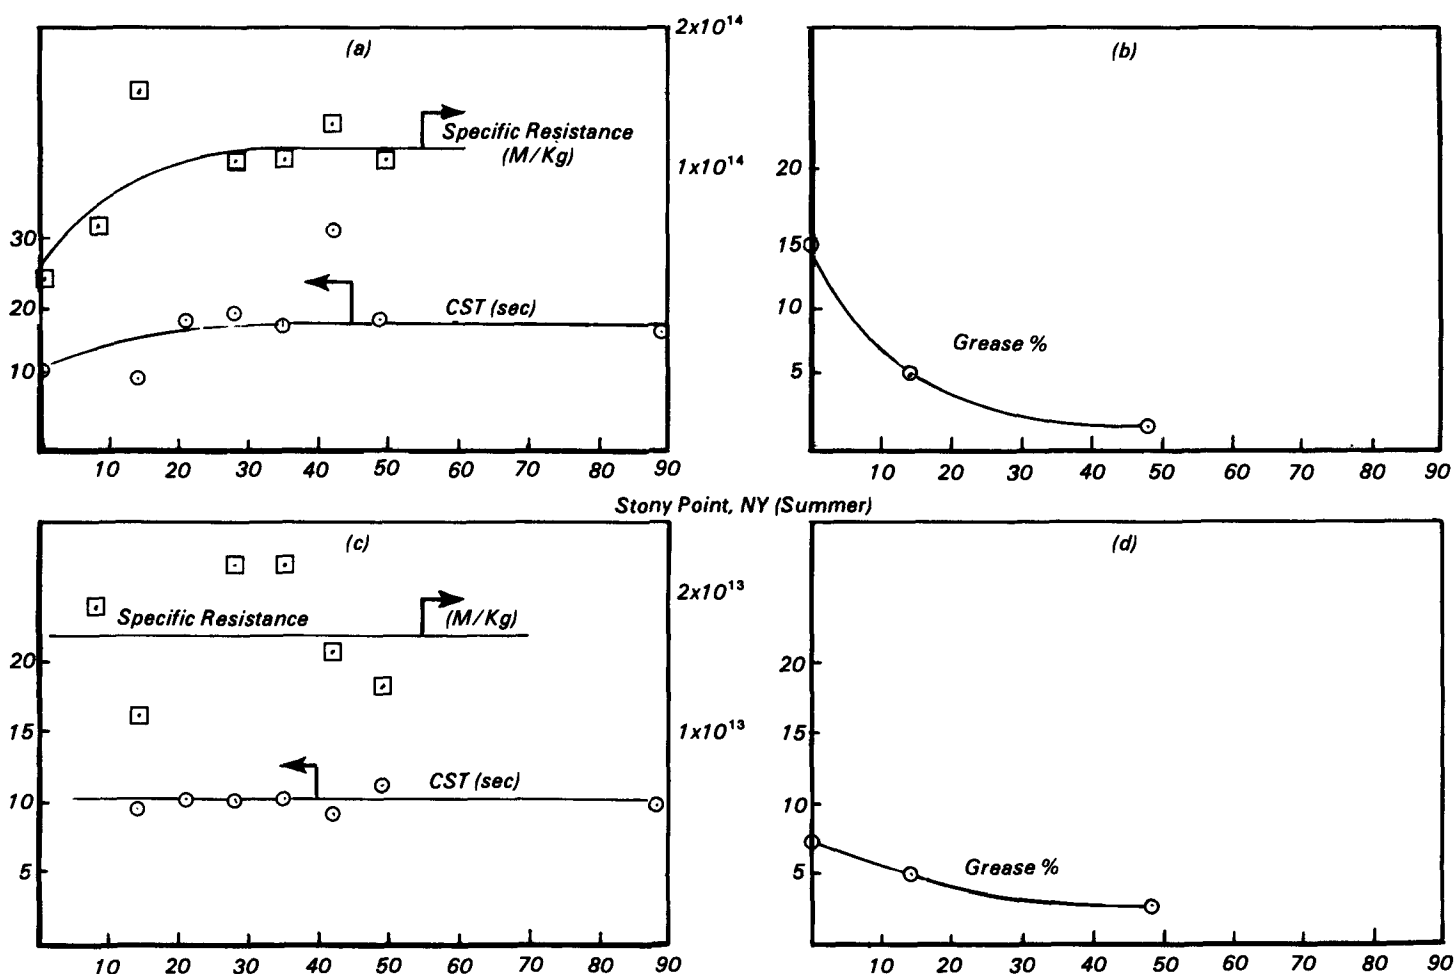 (a)
2x10¹⁴
Specific Resistance
(M/Kg)
1x10¹⁴
30
20
10
CST (sec)
10 20 30 40 50 60 70 80 90
(b)
20
15
10
5
Grease %
10 20 30 40 50 60 70 80 90
Stony Point, NY (Summer)
(c)
2x10¹³
Specific Resistance (M/Kg)
1x10¹³
20
15
10
5
CST (sec)
10 20 30 40 50 60 70 80 90
(d)
20
15
10
5
Grease %
10 20 30 40 50 60 70 80 90